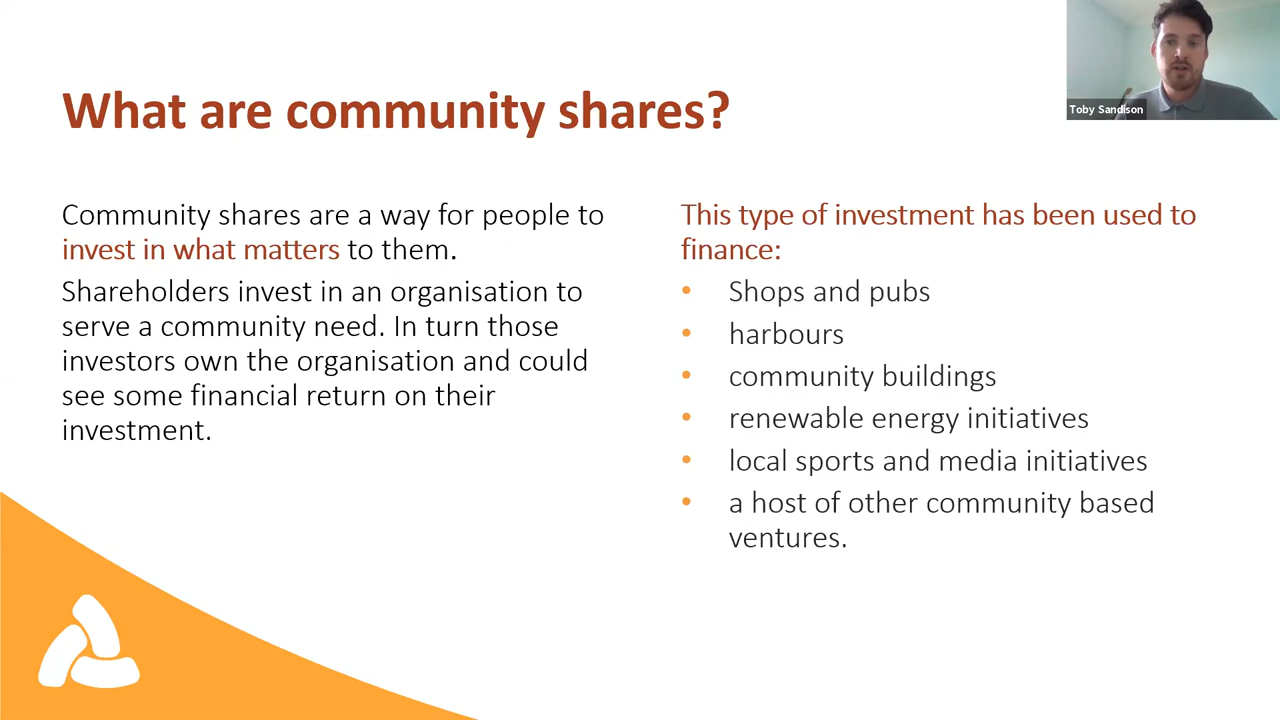 What are community shares?
Toby Sandison
Community shares are a way for people to
invest in what matters to them.
Shareholders invest in an organisation to
serve a community need. In turn those
investors own the organisation and could
see some financial return on their
investment.
This type of investment has been used to
finance:
• Shops and pubs
• harbours
• community buildings
• renewable energy initiatives
• local sports and media initiatives
• a host of other community based
ventures.